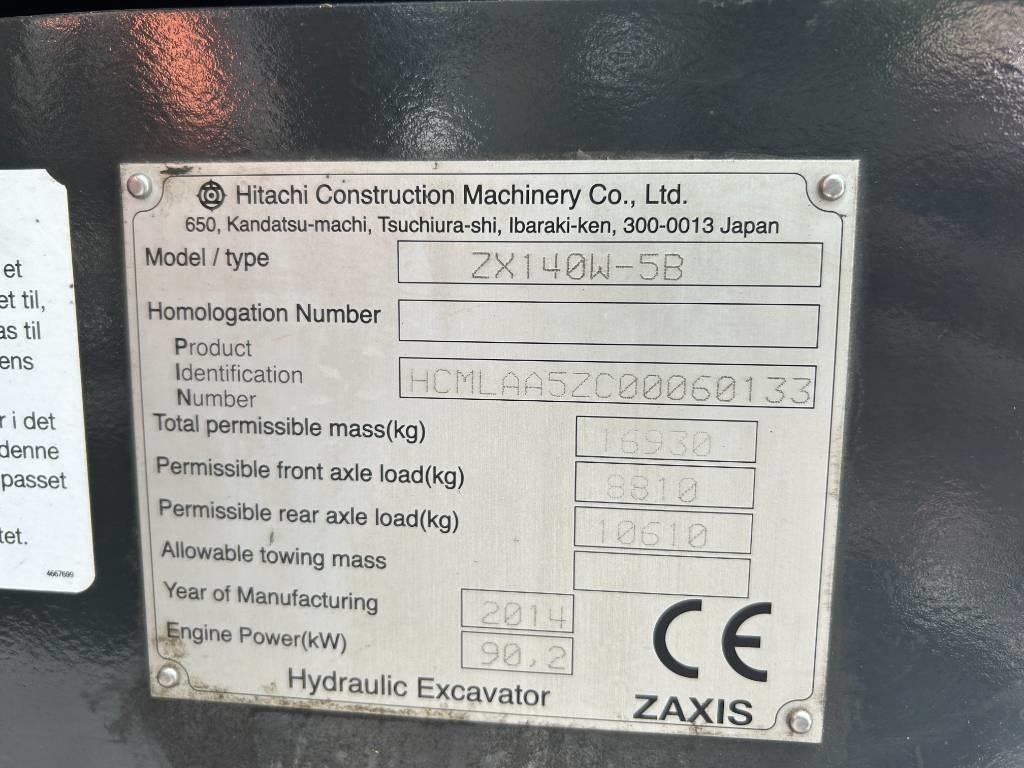 et
et til,
as til
ens
r i det
denne
passet
tet.
4667699
Hitachi Construction Machinery Co., Ltd.
650, Kandatsu-machi, Tsuchiura-shi, Ibaraki-ken, 300-0013 Japan
Model / type ZX140W-5B
Homologation Number
Product
Identification
Number HCMLAA5ZC00060133
Total permissible mass(kg) 16930
Permissible front axle load(kg) 8810
Permissible rear axle load(kg) 10610
Allowable towing mass
Year of Manufacturing 2014
Engine Power(kW) 90,2
CE
Hydraulic Excavator
ZAXIS